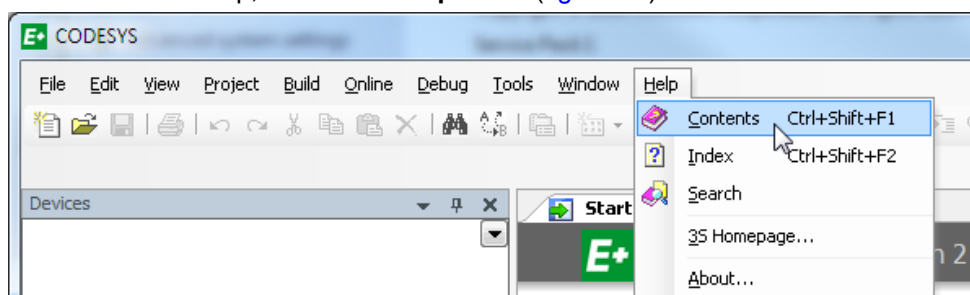 E+ CODESYS
File Edit View Project Build Online Debug Tools Window Help
Contents Ctrl+Shift+F1
Index Ctrl+Shift+F2
Search
3S Homepage...
About...
Devices
Start
E+
n 2